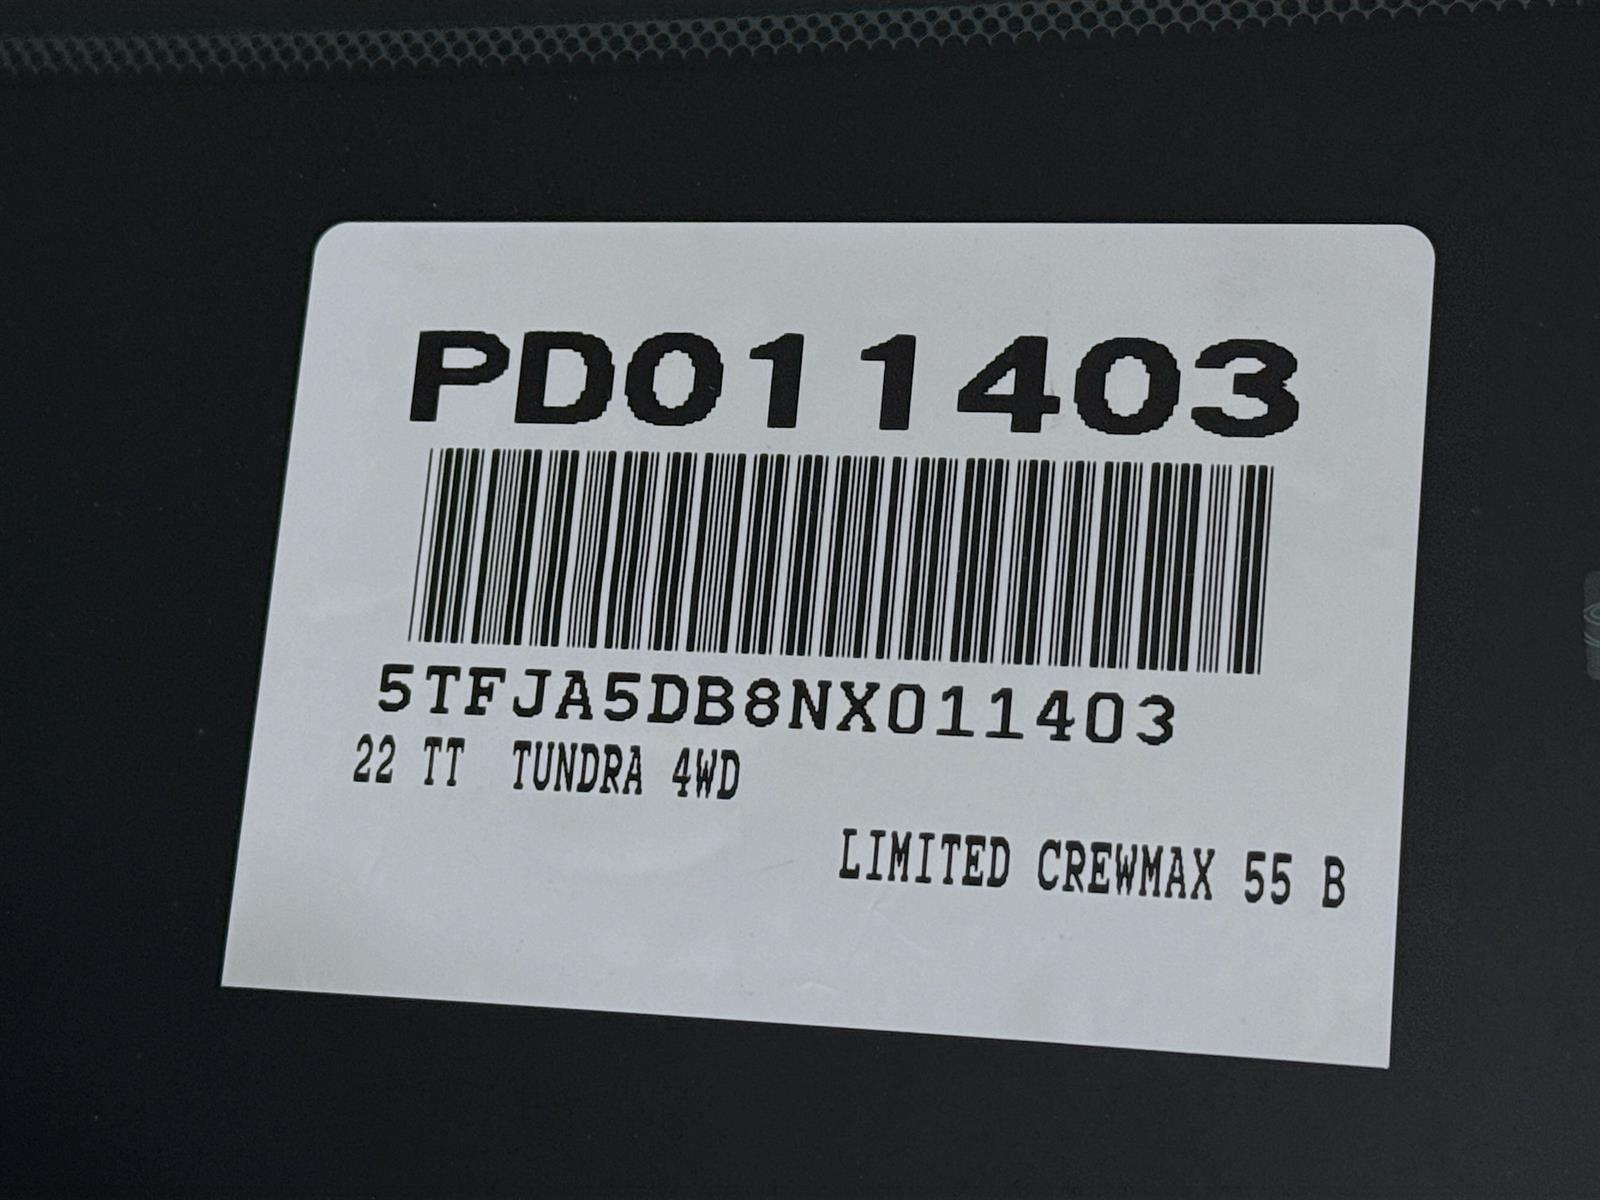 PD011403
5TFJA5DB8NX011403
22 TT TUNDRA 4WD
LIMITED CREWMAX 55 B